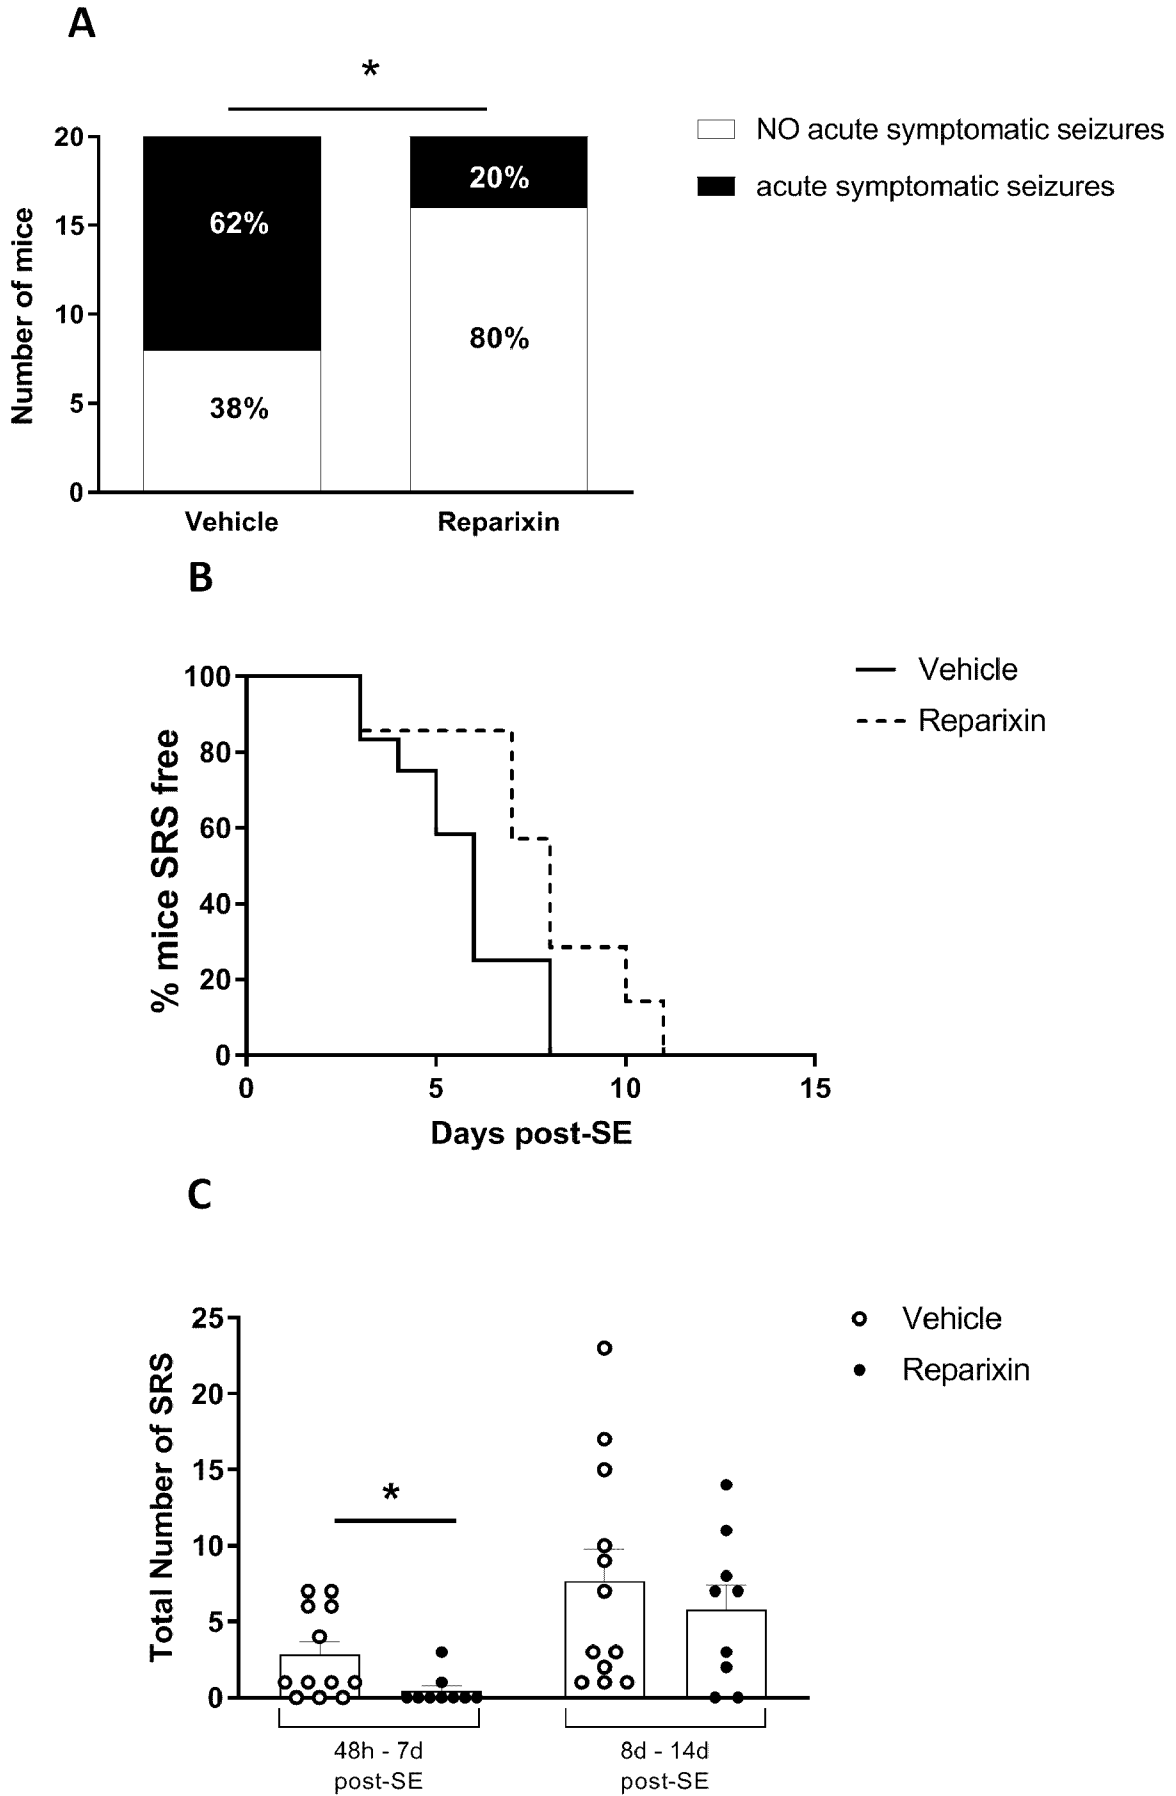 A
*
NO acute symptomatic seizures
acute symptomatic seizures
Number of mice
20
15
10
5
0
62%
38%
20%
80%
Vehicle
Reparixin
B
Vehicle
Reparixin
% mice SRS free
100
80
60
40
20
0
0 5 10 15
Days post-SE
C
Vehicle
Reparixin
Total Number of SRS
25
20
15
10
5
0
*
48h - 7d
post-SE
8d - 14d
post-SE